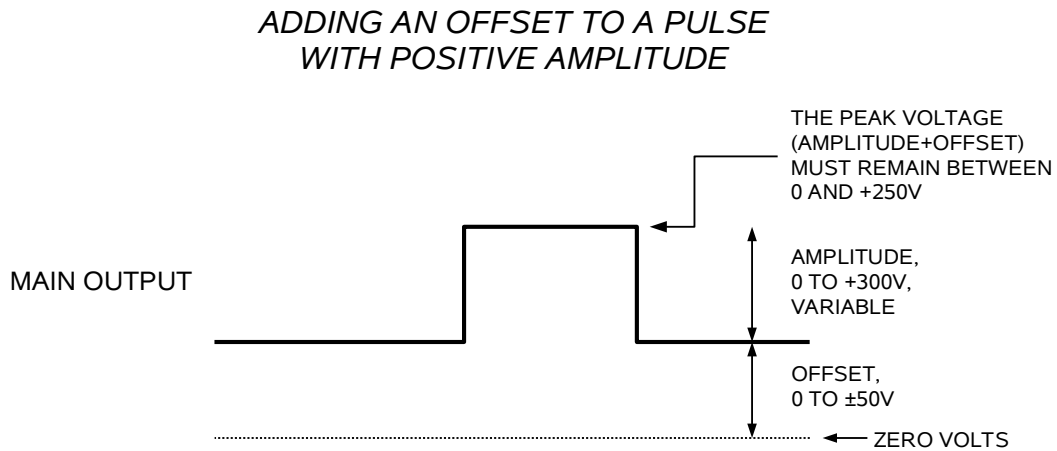 ADDING AN OFFSET TO A PULSE
WITH POSITIVE AMPLITUDE
THE PEAK VOLTAGE
(AMPLITUDE+OFFSET)
MUST REMAIN BETWEEN
0 AND +250V
MAIN OUTPUT
AMPLITUDE,
0 TO +300V,
VARIABLE
OFFSET,
0 TO ±50V
ZERO VOLTS